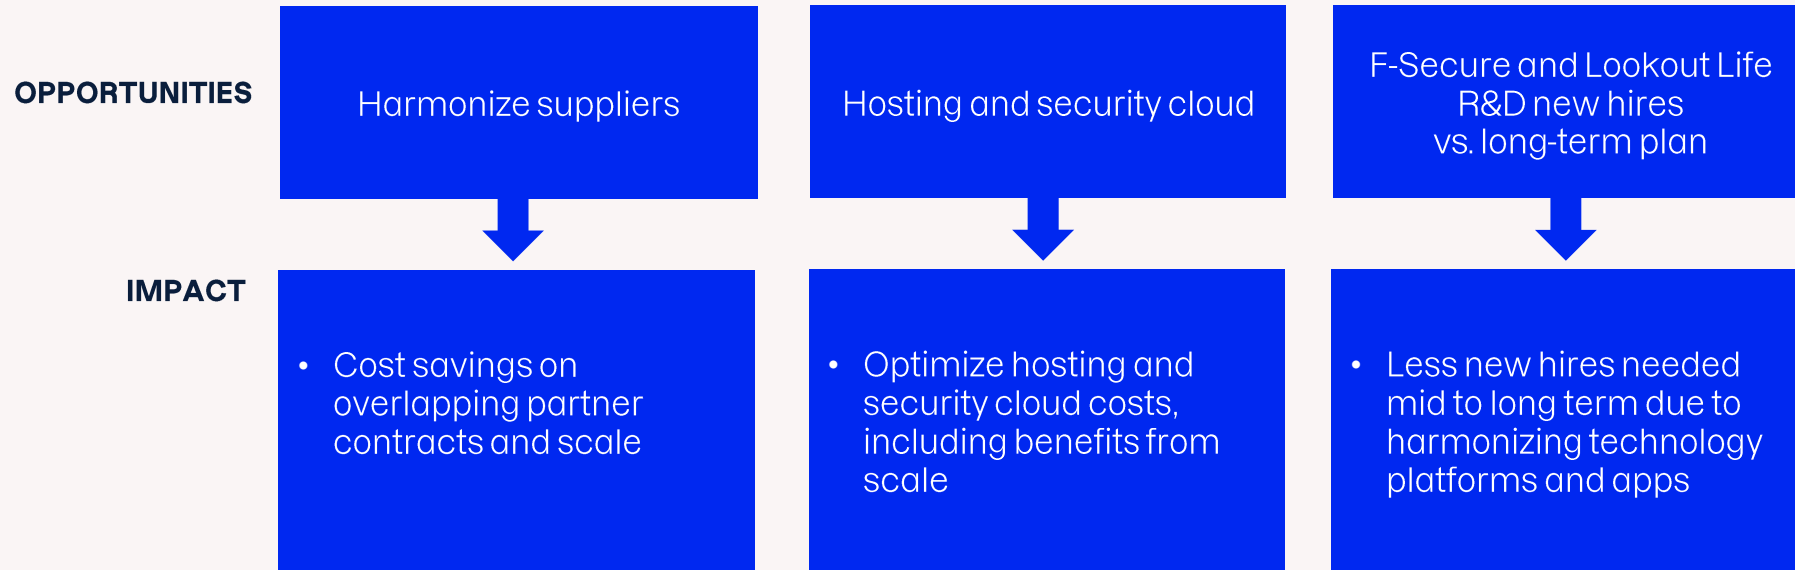 OPPORTUNITIES
Harmonize suppliers
Hosting and security cloud
F-Secure and Lookout Life
R&D new hires
vs. long-term plan
IMPACT
• Cost savings on
overlapping partner
contracts and scale
• Optimize hosting and
security cloud costs,
including benefits from
scale
• Less new hires needed
mid to long term due to
harmonizing technology
platforms and apps